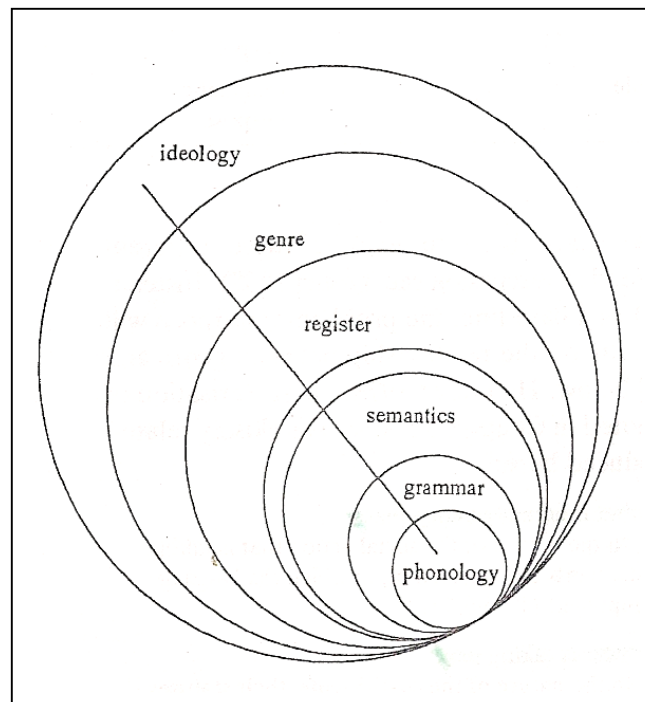 ideology
genre
register
semantics
grammar
phonology